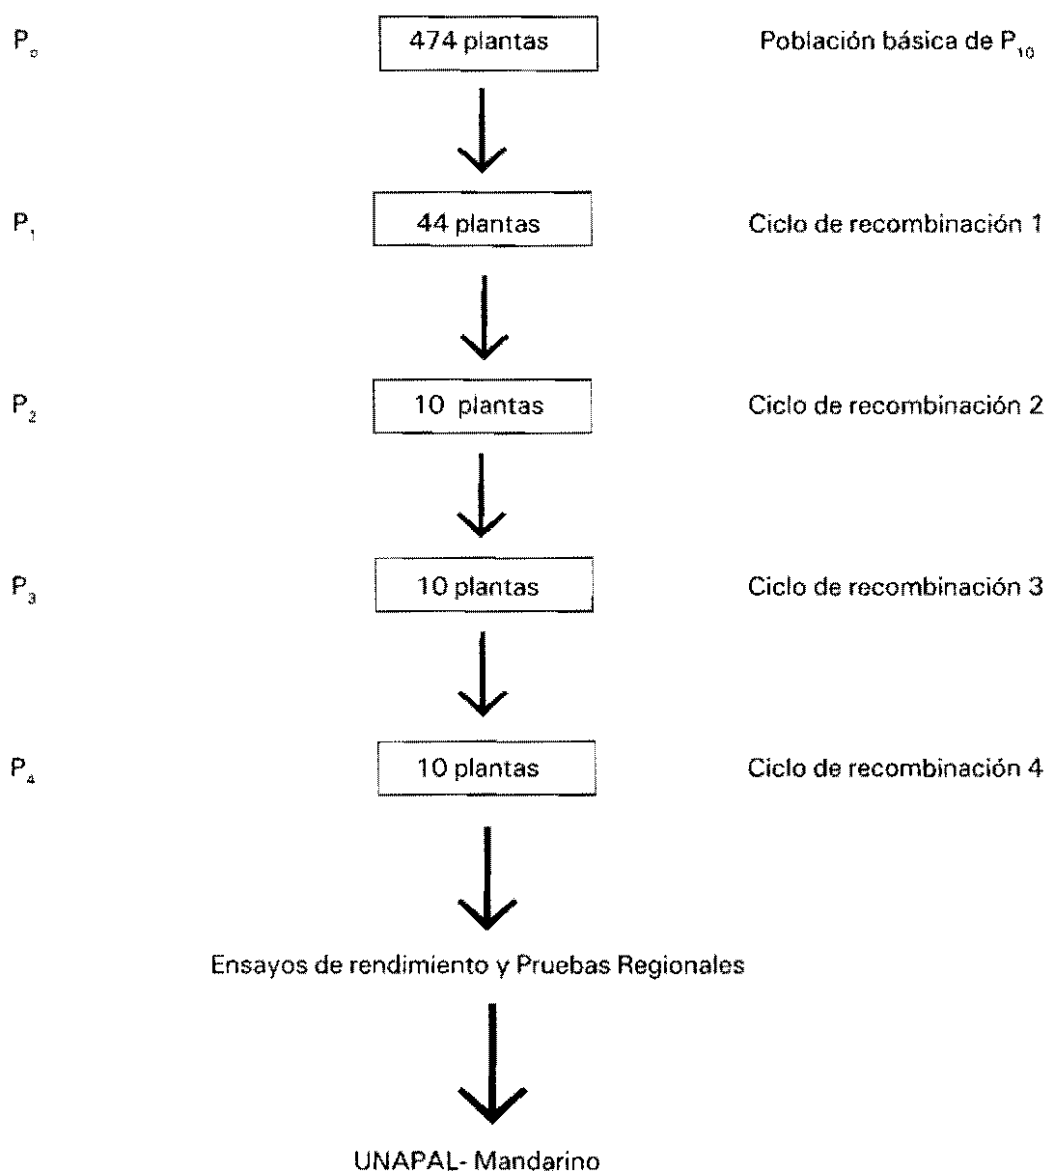 P₀ 474 plantas Población básica de P₁₀
P₁ 44 plantas Ciclo de recombinación 1
P₂ 10 plantas Ciclo de recombinación 2
P₃ 10 plantas Ciclo de recombinación 3
P₄ 10 plantas Ciclo de recombinación 4
Ensayos de rendimiento y Pruebas Regionales
UNAPAL- Mandarino